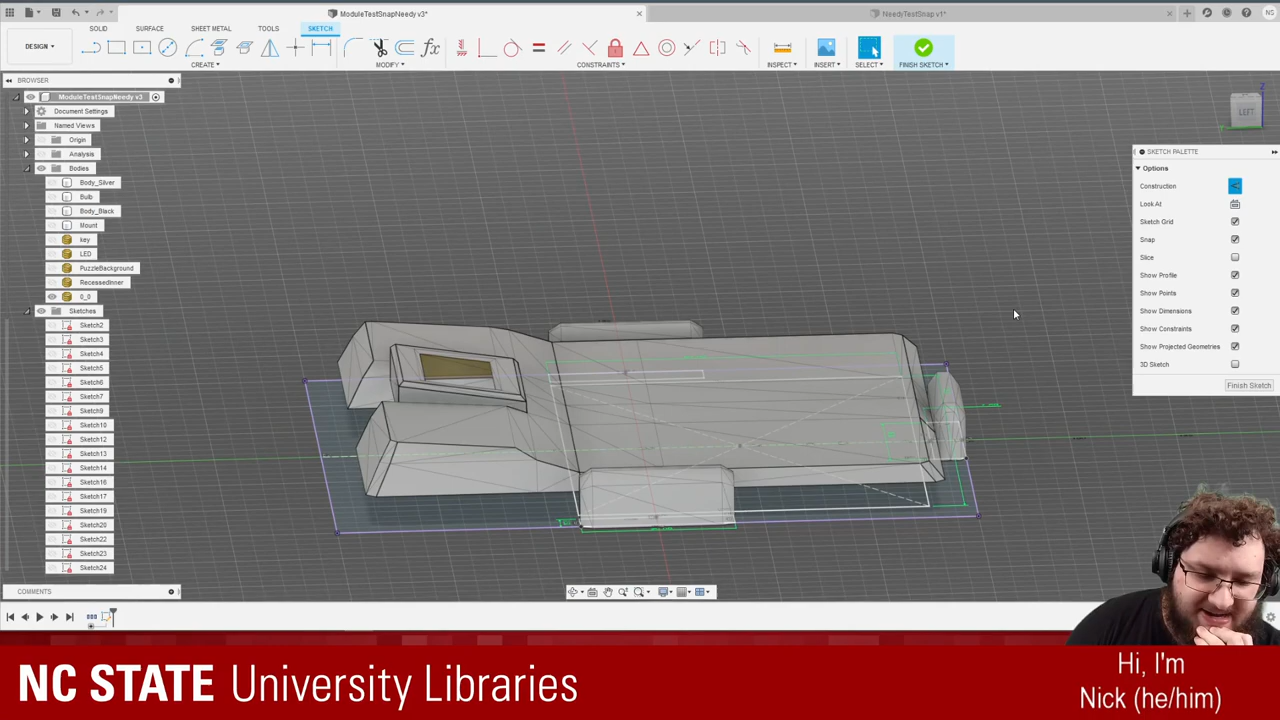 ModuleTestSnapNeedy v3*
NeedyTestSnap v1*
NS
DESIGN
SOLID
SURFACE
SHEET METAL
TOOLS
SKETCH
CREATE
MODIFY
CONSTRAINTS
INSPECT
INSERT
SELECT
FINISH SKETCH
BROWSER
ModuleTestSnapNeedy v3
Document Settings
Named Views
Origin
Analysis
Bodies
Body_Silver
Bulb
Body_Black
Mount
key
LED
PuzzleBackground
RecessedInner
0_0
Sketches
Sketch2
Sketch3
Sketch4
Sketch5
Sketch6
Sketch7
Sketch9
Sketch10
Sketch12
Sketch13
Sketch14
Sketch16
Sketch17
Sketch19
Sketch20
Sketch22
Sketch23
Sketch24
COMMENTS
Z
LEFT
SKETCH PALETTE
Options
Construction
Look At
Sketch Grid
Snap
Slice
Show Profile
Show Points
Show Dimensions
Show Constraints
Show Projected Geometries
3D Sketch
Finish Sketch
NC STATE University Libraries
Hi, I'm
Nick (he/him)